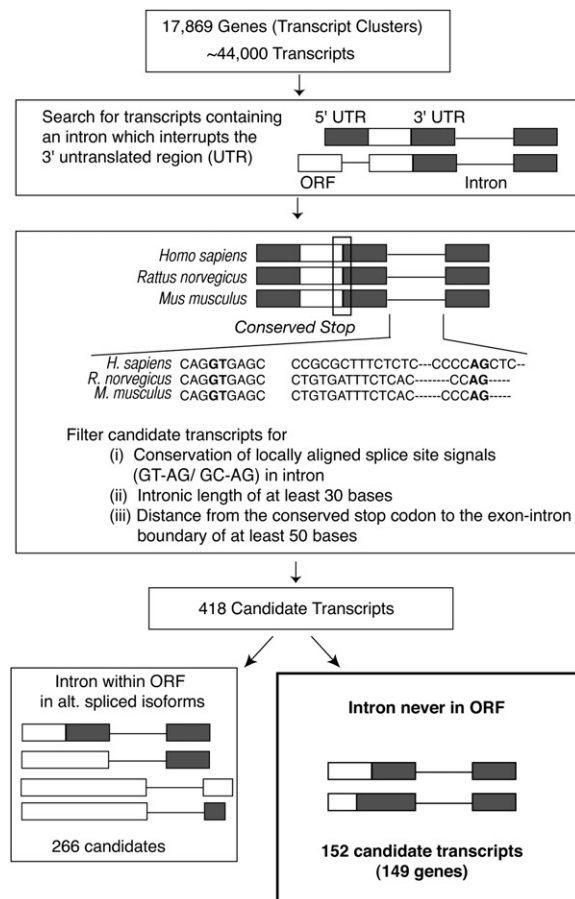 17,869 Genes (Transcript Clusters)
~44,000 Transcripts
Search for transcripts containing
an intron which interrupts the
3' untranslated region (UTR)
5' UTR 3' UTR
ORF Intron
Homo sapiens
Rattus norvegicus
Mus musculus
Conserved Stop
H. sapiens CAGGTGAGC CCGCGCTTTCTCTC---CCCCAGCTC--
R. norvegicus CAGGTGAGC CTGTGATTTCTCAC--------CCAG-----
M. musculus CAGGTGAGC CTGTGATTTCTCAC------CCCAG-----
Filter candidate transcripts for
(i) Conservation of locally aligned splice site signals
(GT-AG/ GC-AG) in intron
(ii) Intronic length of at least 30 bases
(iii) Distance from the conserved stop codon to the exon-intron
boundary of at least 50 bases
418 Candidate Transcripts
Intron within ORF
in alt. spliced isoforms
266 candidates
Intron never in ORF
152 candidate transcripts
(149 genes)